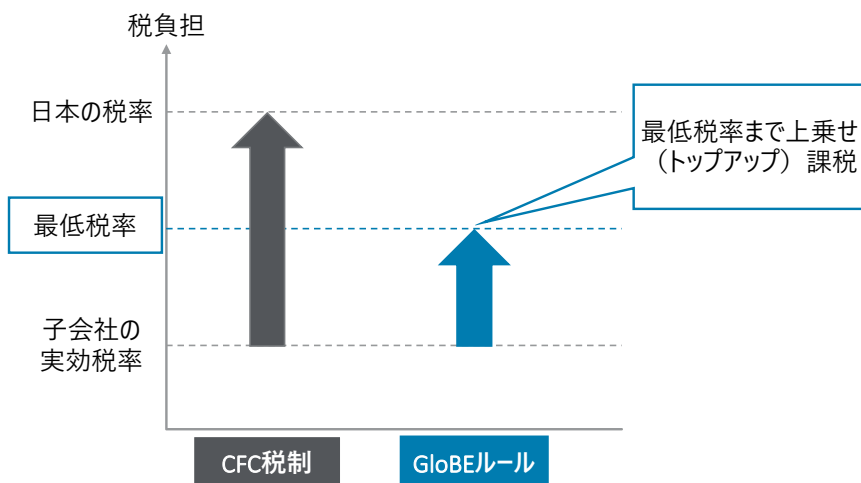 税負担
日本の税率
最低税率まで上乗せ
（トップアップ）課税
最低税率
子会社の
実効税率
CFC税制
GloBEルール